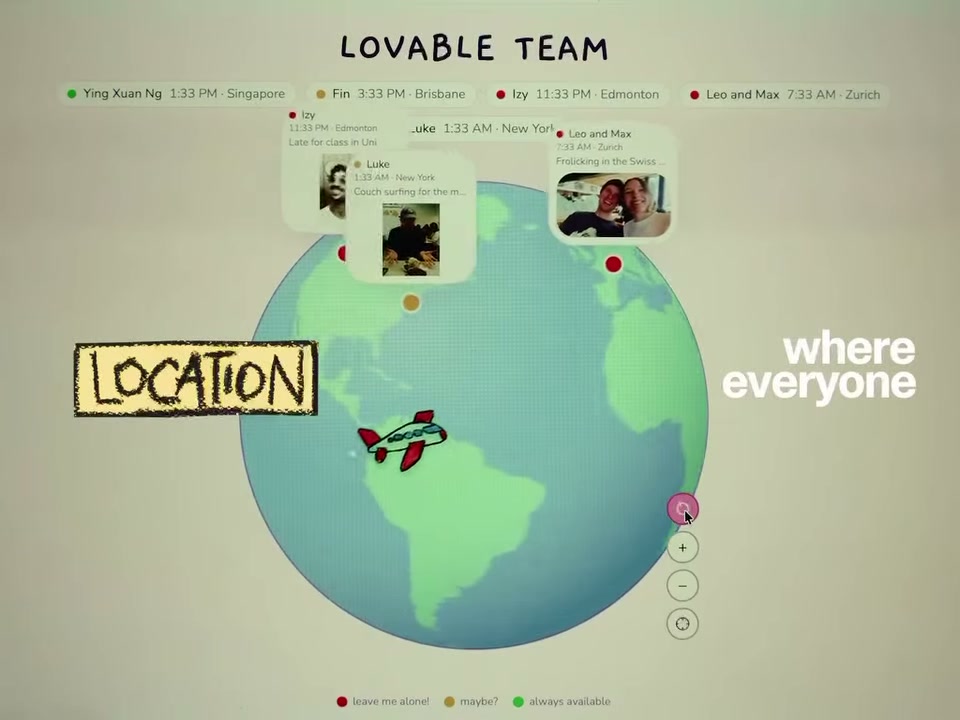 LOVABLE TEAM
Ying Xuan Ng 1:33 PM · Singapore
Fin 3:33 PM · Brisbane
Izy 11:33 PM · Edmonton
Leo and Max 7:33 AM · Zurich
Luke 1:33 AM · New York
Izy
11:33 PM · Edmonton
Late for class in Uni
Luke
1:33 AM · New York
Couch surfing for the m...
Leo and Max
7:33 AM · Zurich
Frolicking in the Swiss ...
LOCATION
where
everyone
+
−
leave me alone! maybe? always available